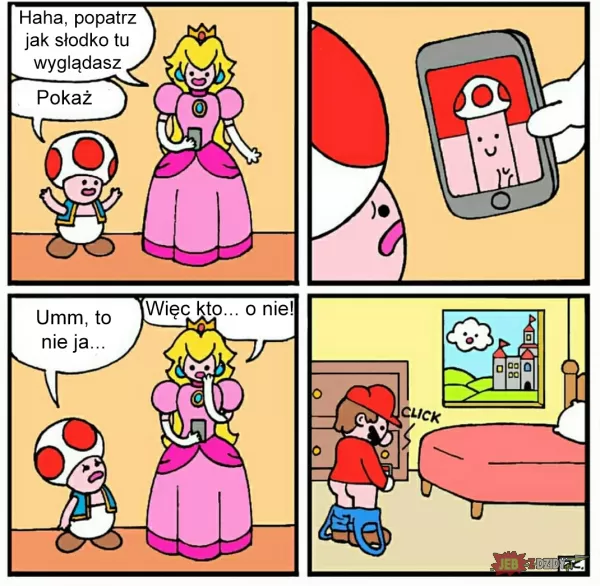 Haha, popatrz
jak słodko tu
wyglądasz
Pokaż
Umm, to
nie ja...
Więc kto... o nie!
CLICK